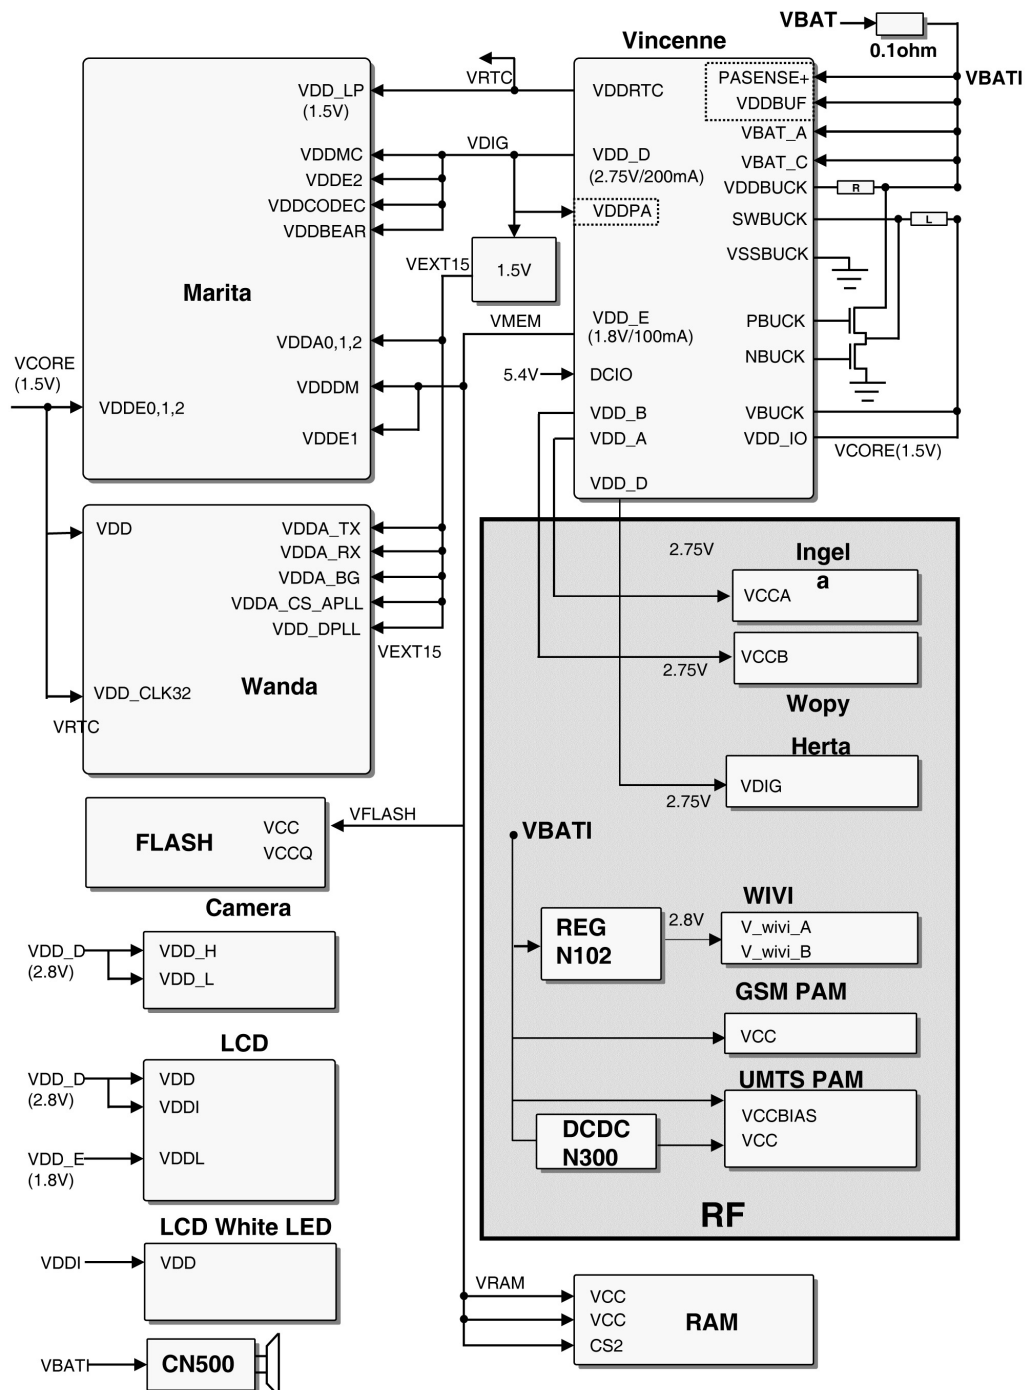 VBAT
0.1ohm
VBATI
Vincenne
VRTC
VDD_LP
(1.5V)
VDDRTC
PASENSE+
VDDBUF
VBAT_A
VBAT_C
VDIG
VDDMC
VDDE2
VDDCODEC
VDDBEAR
VDD_D
(2.75V/200mA)
VDDPA
VDDBUCK
R
SWBUCK
L
VSSBUCK
VEXT15
1.5V
Marita
VMEM
VDD_E
(1.8V/100mA)
PBUCK
NBUCK
VDDA0,1,2
5.4V
DCIO
VCORE
(1.5V)
VDDDM
VDDE0,1,2
VDDE1
VDD_B
VDD_A
VBUCK
VDD_IO
VCORE(1.5V)
VDD_D
VDD
VDDA_TX
VDDA_RX
VDDA_BG
VDDA_CS_APLL
VDD_DPLL
VEXT15
VDD_CLK32
VRTC
Wanda
2.75V
Ingel
a
VCCA
VCCB
2.75V
Wopy
Herta
VDIG
2.75V
VFLASH
FLASH
VCC
VCCQ
VBATI
Camera
VDD_D
(2.8V)
VDD_H
VDD_L
REG
N102
2.8V
WIVI
V_wivi_A
V_wivi_B
GSM PAM
VCC
LCD
VDD_D
(2.8V)
VDD
VDDI
VDD_E
(1.8V)
VDDL
UMTS PAM
VCCBIAS
VCC
DCDC
N300
RF
LCD White LED
VDDI
VDD
VRAM
VCC
VCC
CS2
RAM
VBATI
CN500